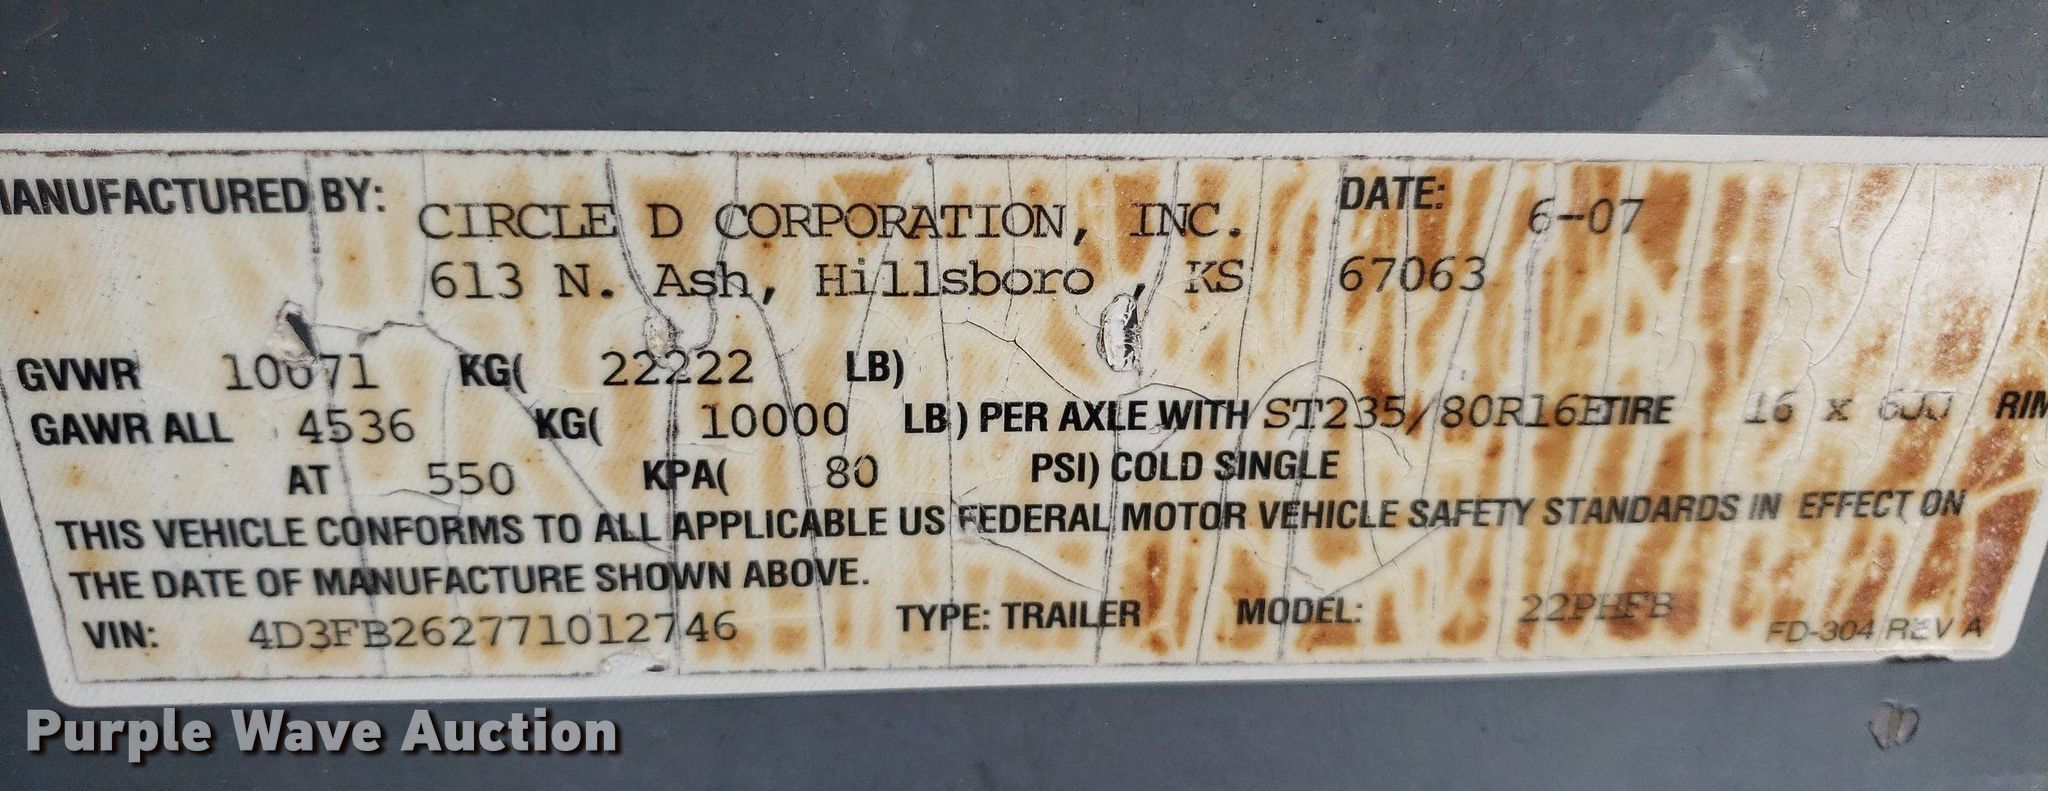 MANUFACTURED BY: CIRCLE D CORPORATION, INC. DATE: 6-07
613 N. Ash, Hillsboro , KS 67063
GVWR 10071 KG( 22222 LB)
GAWR ALL 4536 KG( 10000 LB) PER AXLE WITH ST235/80R16E TIRE 16 x 600 RIM
AT 550 KPA( 80 PSI) COLD SINGLE
THIS VEHICLE CONFORMS TO ALL APPLICABLE US FEDERAL MOTOR VEHICLE SAFETY STANDARDS IN EFFECT ON
THE DATE OF MANUFACTURE SHOWN ABOVE.
VIN: 4D3FB262771012746 TYPE: TRAILER MODEL: 22PHFB
FD-304 REV A
Purple Wave Auction